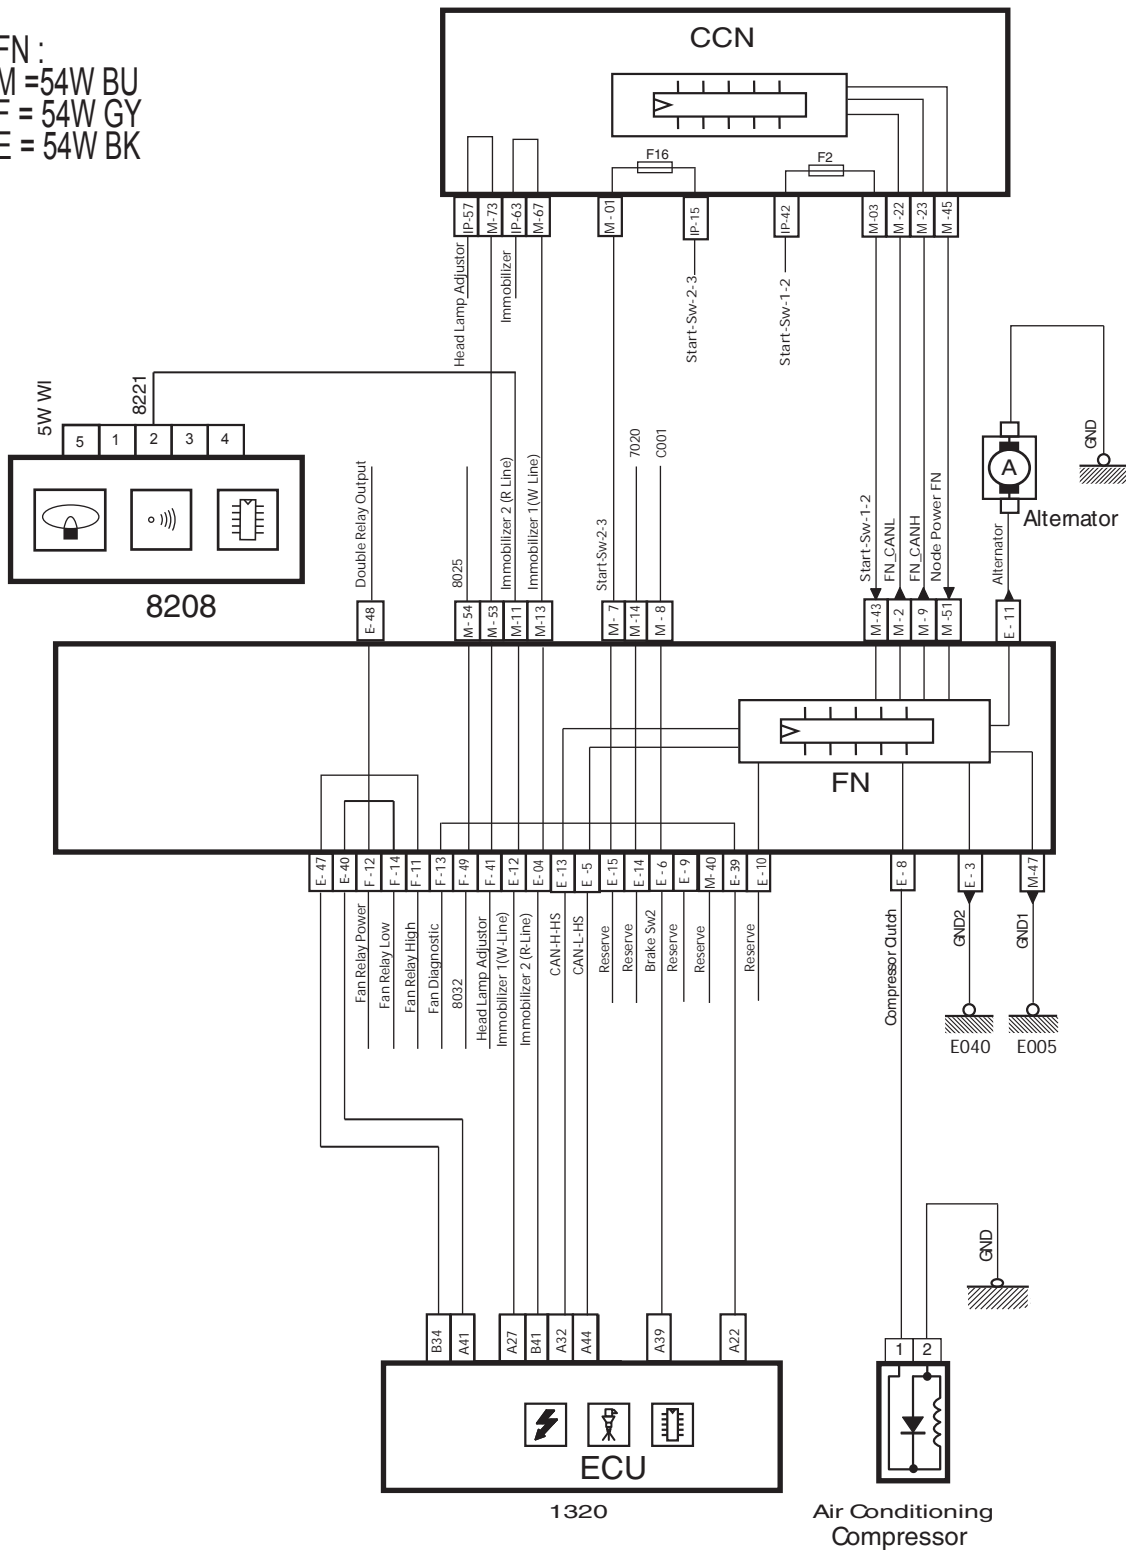 FN :
M =54W BU
F = 54W GY
E = 54W BK
CCN
F16
F2
IP-57
M-73
IP-63
M-67
M - 01
IP-15
IP-42
M-03
M -22
M -23
M -45
Head Lamp Adjustor
Immobilizer
Start-Sw-2-3
Start-Sw-1-2
5W WI
8221
5
1
2
3
4
8208
Double Relay Output
8025
Immobilizer 2 (R Line)
Immobilizer 1(W Line)
Start-Sw-2-3
7020
C001
Start-Sw-1-2
FN_CANL
FN_CANH
Node Power FN
Alternator
A
Alternator
GND
E- 48
M - 54
M - 53
M-11
M-13
M - 7
M -14
M - 8
M -43
M - 2
M - 9
M -51
E - 11
FN
E- 47
E- 40
F -12
F -14
F- 11
F- 13
F- 49
F- 41
E- 12
E- 04
E -13
E -5
E -15
E -14
E - 6
E - 9
M- 40
E- 39
E -10
E - 8
E - 3
M-47
Fan Relay Power
Fan Relay Low
Fan Relay High
Fan Diagnostic
8032
Head Lamp Adjustor
Immobilizer 1(W-Line)
Immobilizer 2 (R-Line)
CAN-H-HS
CAN-L-HS
Reserve
Reserve
Brake Sw2
Reserve
Reserve
Reserve
Compressor Clutch
GND2
GND1
E040
E005
GND
B34
A41
A27
B41
A32
A44
A39
A22
1
2
ECU
1320
Air Conditioning
Compressor